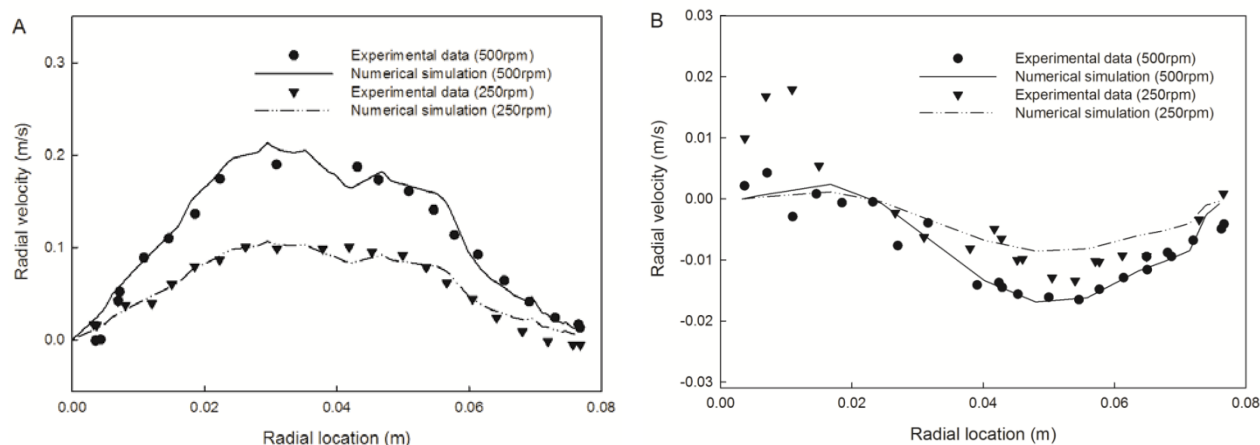 A
Experimental data (500rpm)
Numerical simulation (500rpm)
Experimental data (250rpm)
Numerical simulation (250rpm)
0.3
0.2
0.1
0.0
Radial velocity (m/s)
0.00 0.02 0.04 0.06 0.08
Radial location (m)
B
Experimental data (500rpm)
Numerical simulation (500rpm)
Experimental data (250rpm)
Numerical simulation (250rpm)
0.03
0.02
0.01
0.00
-0.01
-0.02
-0.03
Radial velocity (m/s)
0.00 0.02 0.04 0.06 0.08
Radial location (m)